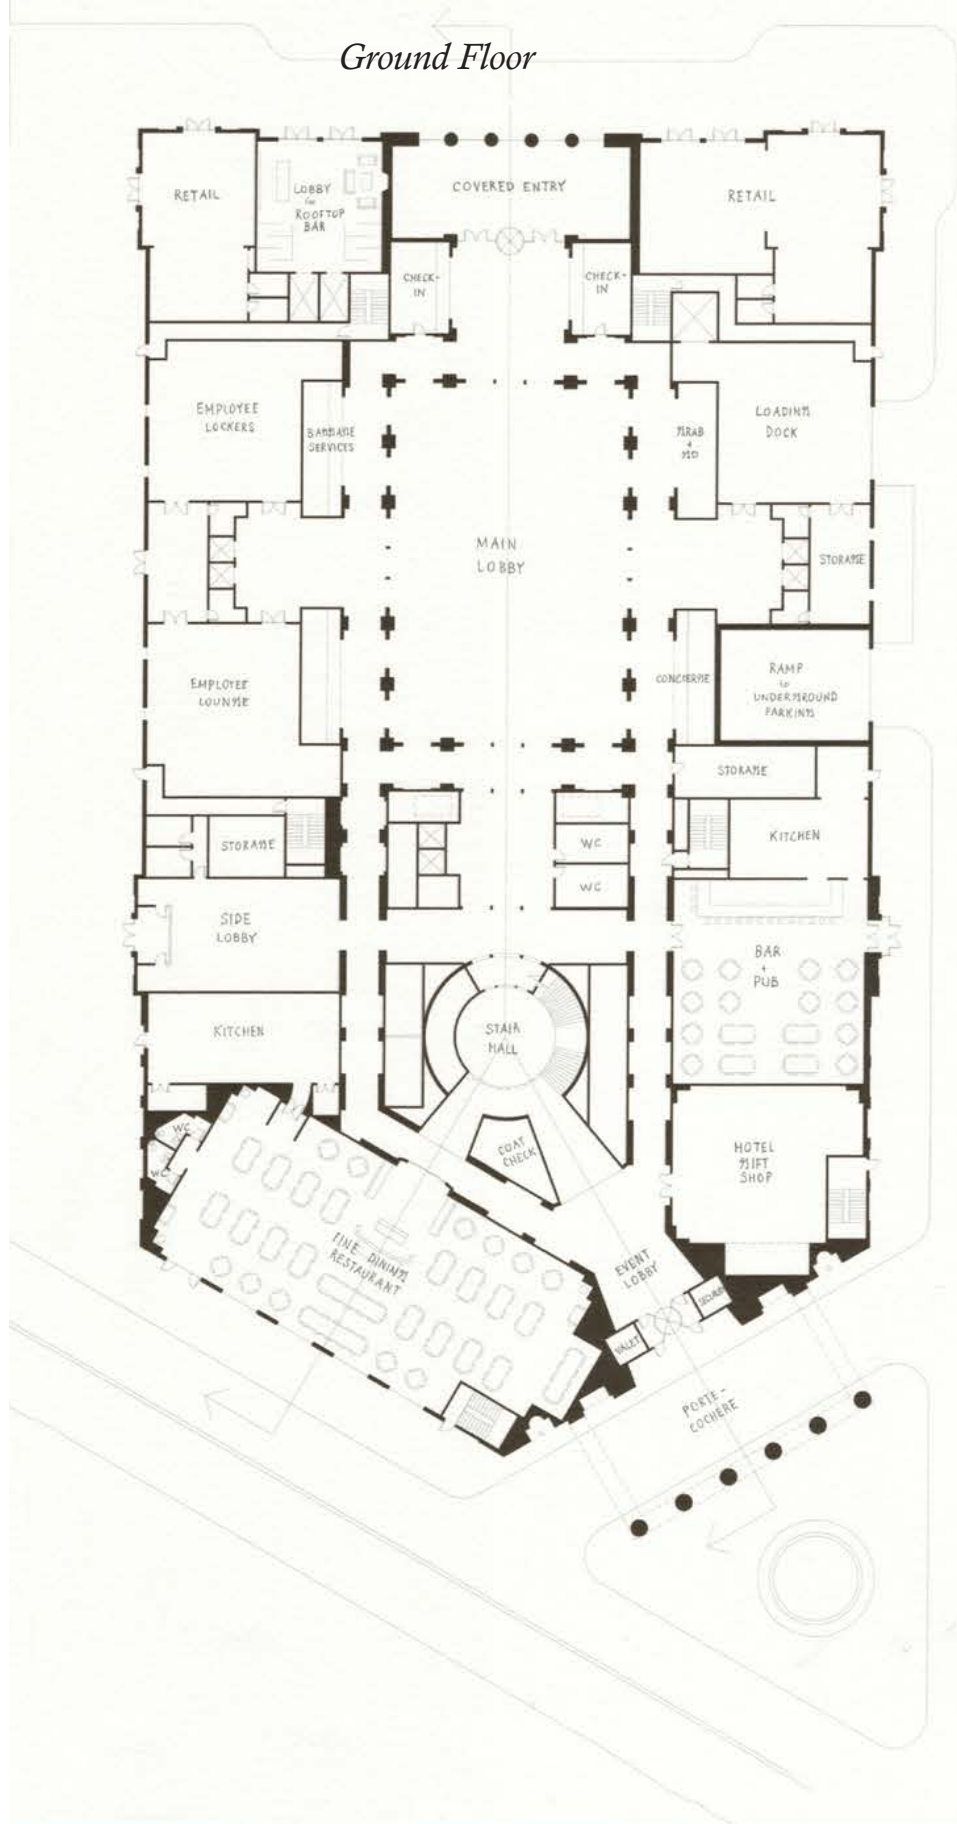 Ground Floor
RETAIL
LOBBY
for
ROOFTOP
BAR
COVERED ENTRY
RETAIL
CHECK-
IN
CHECK-
IN
EMPLOYEE
LOCKERS
BAGGAGE
SERVICES
GRAB
+
GO
LOADING
DOCK
MAIN
LOBBY
STORAGE
EMPLOYEE
LOUNGE
CONCIERGE
RAMP
to
UNDERGROUND
PARKING
STORAGE
STORAGE
WC
KITCHEN
WC
SIDE
LOBBY
BAR
+
PUB
KITCHEN
STAIR
HALL
WC
WC
COAT
CHECK
HOTEL
GIFT
SHOP
FINE DINING
RESTAURANT
EVENT
LOBBY
SECURITY
VALET
PORTE-
COCHÈRE